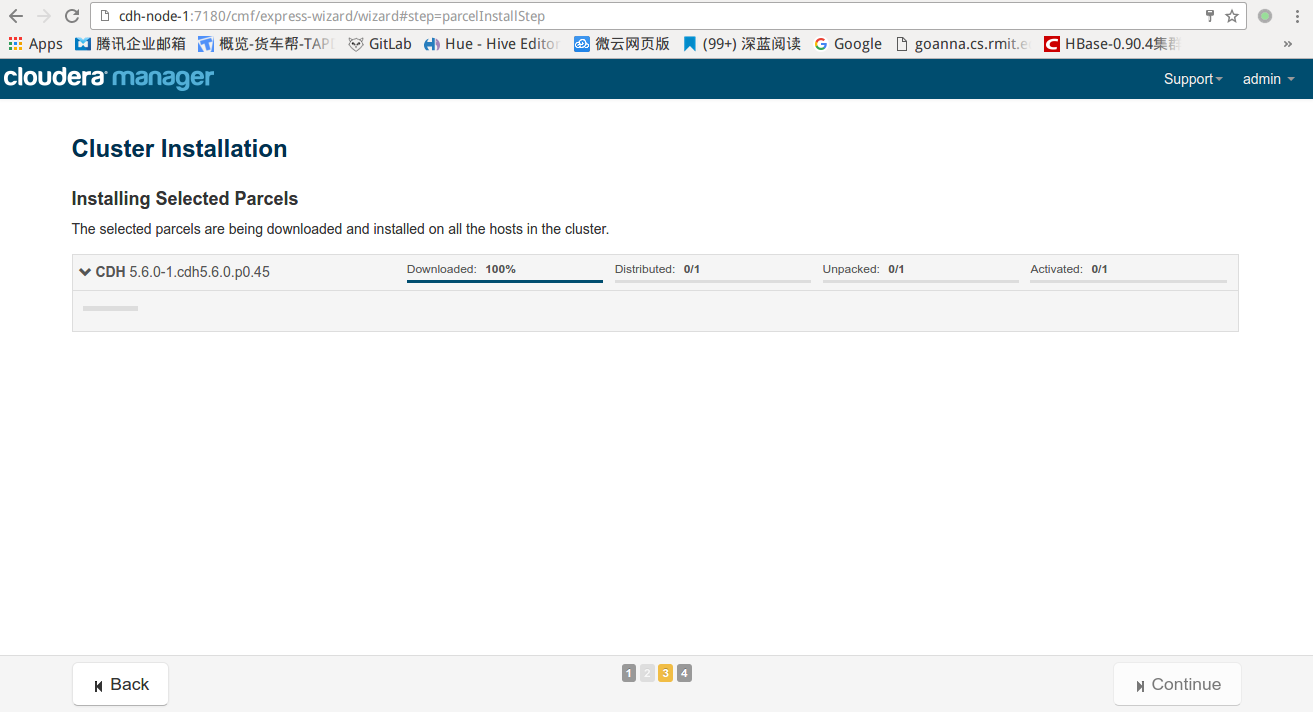 cdh-node-1:7180/cmf/express-wizard/wizard#step=parcelInstallStep
Apps 腾讯企业邮箱 概览-货车帮-TAP GitLab Hue - Hive Editor 微云网页版 (99+) 深蓝阅读 Google goanna.cs.rmit.e HBase-0.90.4集群 »
cloudera manager Support admin
Cluster Installation
Installing Selected Parcels
The selected parcels are being downloaded and installed on all the hosts in the cluster.
CDH 5.6.0-1.cdh5.6.0.p0.45 Downloaded: 100% Distributed: 0/1 Unpacked: 0/1 Activated: 0/1
Back 1 2 3 4 Continue